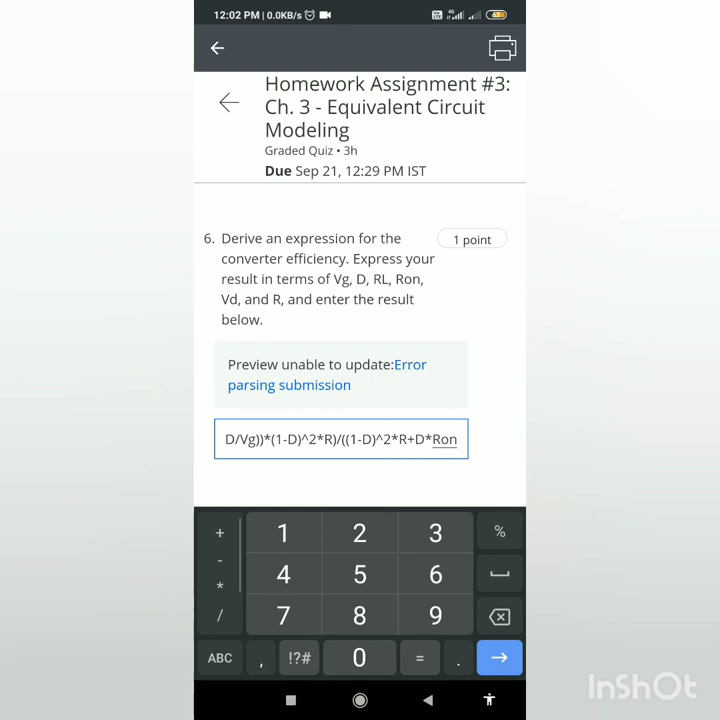 12:02 PM | 0.0KB/s
4G
45
Homework Assignment #3:
Ch. 3 - Equivalent Circuit
Modeling
Graded Quiz • 3h
Due Sep 21, 12:29 PM IST
6. Derive an expression for the
converter efficiency. Express your
result in terms of Vg, D, RL, Ron,
Vd, and R, and enter the result
below.
1 point
Preview unable to update:Error
parsing submission
D/Vg))*(1-D)^2*R)/((1-D)^2*R+D*Ron
+ 1 2 3 %
- 4 5 6
*
/ 7 8 9
ABC , !?# 0 = .
InShOt